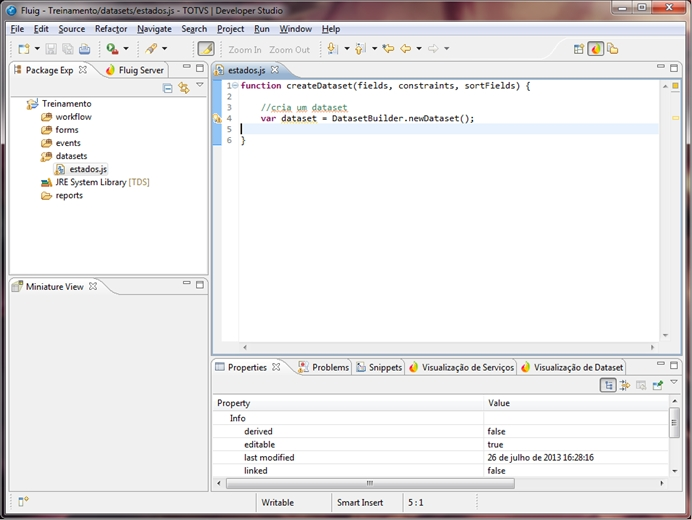 Fluig - Treinamento/datasets/estados.js - TOTVS | Developer Studio
File Edit Source Refactor Navigate Search Project Run Window Help
Zoom In Zoom Out
Package Exp
Fluig Server
Treinamento
workflow
forms
events
datasets
estados.js
JRE System Library [TDS]
reports
Miniature View
estados.js
1 function createDataset(fields, constraints, sortFields) {
2
3 //cria um dataset
4 var dataset = DatasetBuilder.newDataset();
5
6 }
Properties Problems Snippets Visualização de Serviços Visualização de Dataset
Property Value
Info
derived false
editable true
last modified 26 de julho de 2013 16:28:16
linked false
Writable Smart Insert 5 : 1